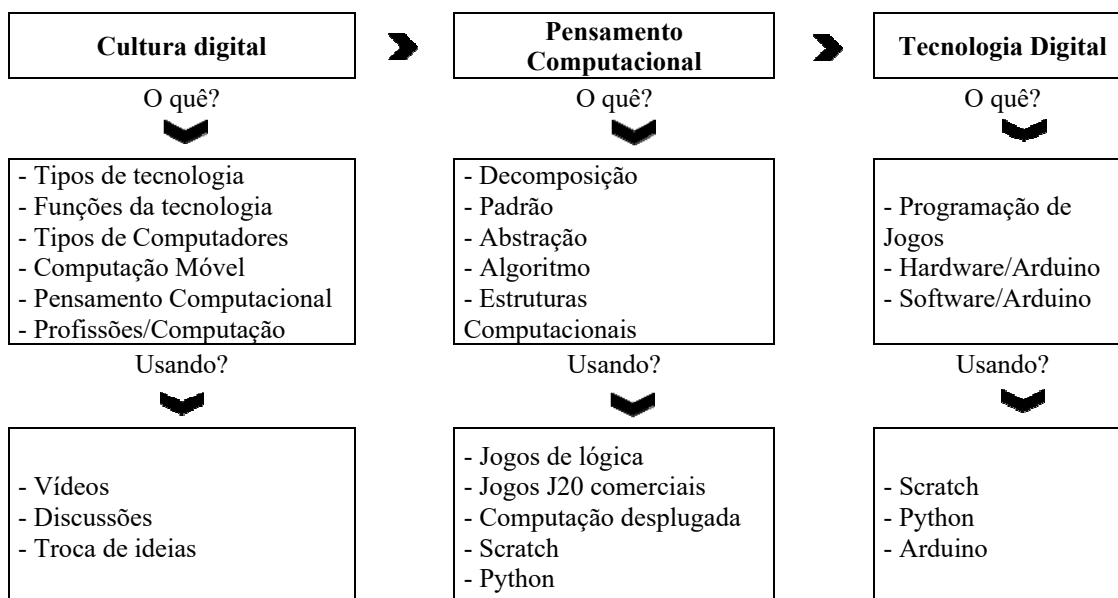 Cultura digital
Pensamento
Computacional
Tecnologia Digital
O quê?
O quê?
O quê?
- Tipos de tecnologia
- Funções da tecnologia
- Tipos de Computadores
- Computação Móvel
- Pensamento Computacional
- Profissões/Computação
- Decomposição
- Padrão
- Abstração
- Algoritmo
- Estruturas
Computacionais
- Programação de
Jogos
- Hardware/Arduino
- Software/Arduino
Usando?
Usando?
Usando?
- Vídeos
- Discussões
- Troca de ideias
- Jogos de lógica
- Jogos J20 comerciais
- Computação desplugada
- Scratch
- Python
- Scratch
- Python
- Arduino